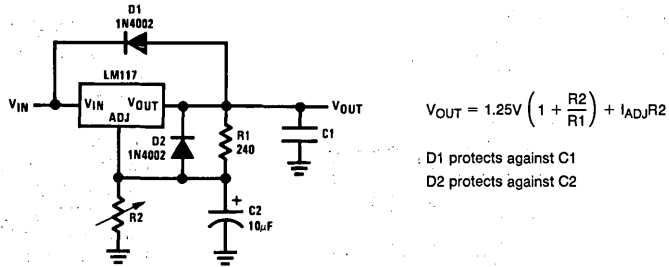 D1
1N4002
LM117
VIN
VIN
VOUT
ADJ
VOUT
D2
1N4002
R1
240
C1
R2
+
C2
10μF
VOUT = 1.25V (1 + R2/R1) + IADJR2
D1 protects against C1
D2 protects against C2